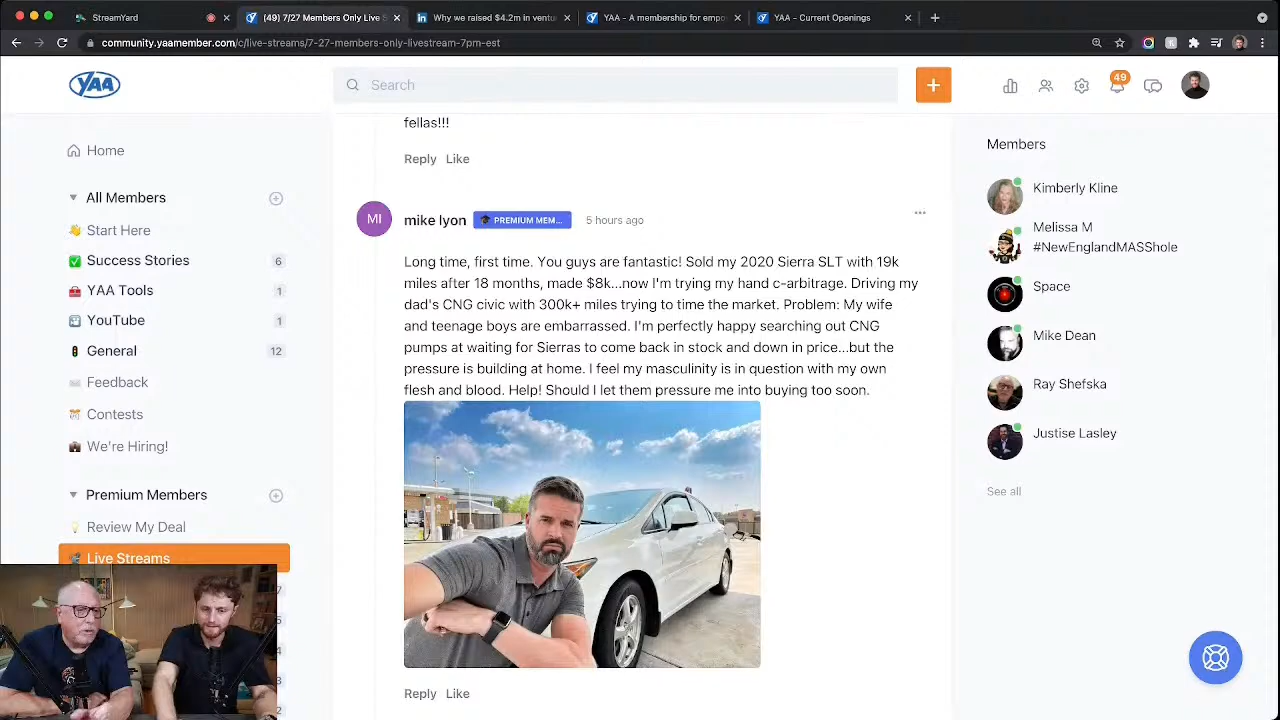 StreamYard
(49) 7/27 Members Only Live S
Why we raised $4.2m in ventu
YAA - A membership for empo
YAA - Current Openings
community.yaamember.org/c/live-streams/7-27-members-only-livestream-7pm-est
YAA
Search
49
Home
All Members
Start Here
Success Stories 6
YAA Tools 1
YouTube 1
General 12
Feedback
Contests
We're Hiring!
Premium Members
Review My Deal
Live Streams
7
5
4
3
2
fellas!!!
Reply Like
MI
mike lyon PREMIUM MEM... 5 hours ago
Long time, first time. You guys are fantastic! Sold my 2020 Sierra SLT with 19k
miles after 18 months, made $8k...now I'm trying my hand @-arbitrage. Driving my
dad's CNG civic with 300k+ miles trying to time the market. Problem: My wife
and teenage boys are embarrassed. I'm perfectly happy searching out CNG
pumps at waiting for Sierras to come back in stock and down in price...but the
pressure is building at home. I feel my masculinity is in question with my own
flesh and blood. Help! Should I let them pressure me into buying too soon.
Reply Like
Members
Kimberly Kline
Melissa M
#NewEnglandMASShole
Space
Mike Dean
Ray Shefska
Justise Lasley
See all